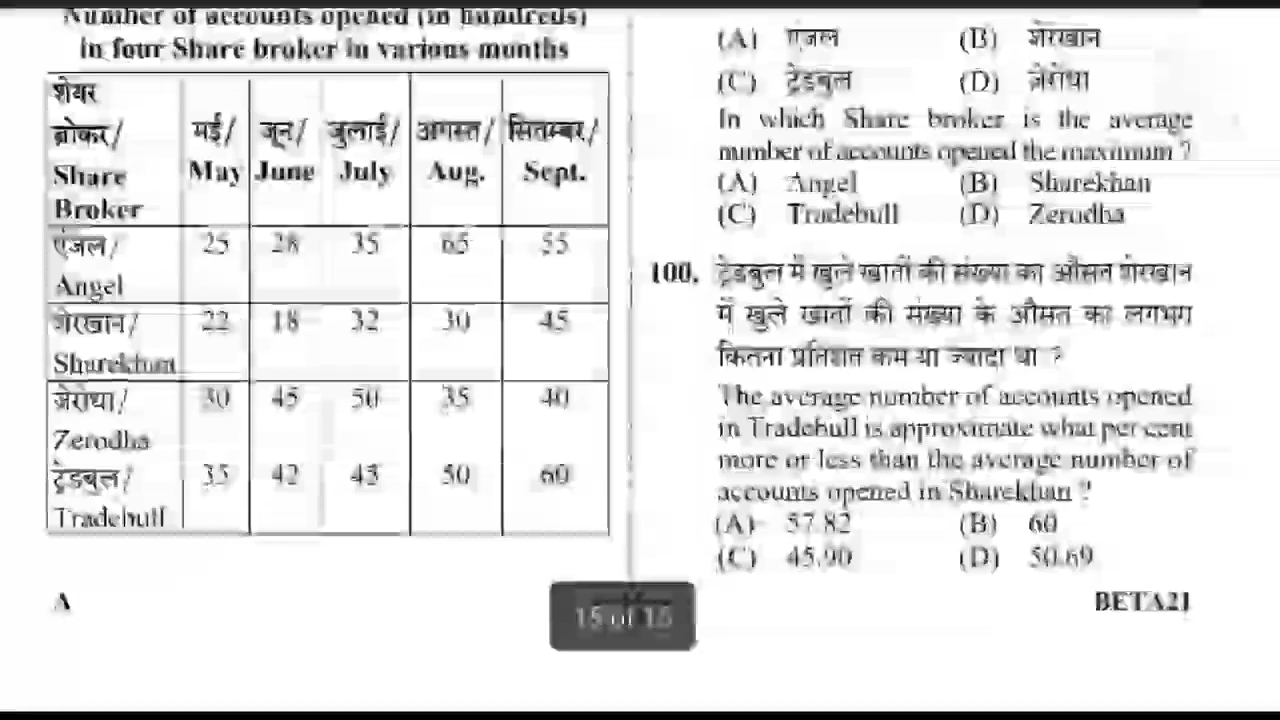 Number of accounts opened (in hundreds)
in four Share broker in various months
शेयर
ब्रोकर/ मई/ जून/ जुलाई/ अगस्त/ सितम्बर/
Share May June July Aug. Sept.
Broker
एंजल/ 25 28 35 65 55
Angel
शेरखान/ 22 18 32 30 45
Sharekhan
ज़ेरोधा/ 30 45 50 35 40
Zerodha
ट्रेडबुल/ 35 42 45 50 60
Tradebull
A
(A) एंजल (B) शेरखान
(C) ट्रेडबुल (D) ज़ेरोधा
In which Share broker is the average
number of accounts opened the maximum ?
(A) Angel (B) Sharekhan
(C) Tradebull (D) Zerodha
100. ट्रेडबुल में खुले खातों की संख्या का औसत शेरखान
में खुले खातों की संख्या के औसत का लगभग
कितना प्रतिशत कम या ज्यादा था ?
The average number of accounts opened
in Tradebull is approximate what per cent
more or less than the average number of
accounts opened in Sharekhan ?
(A) 57.82 (B) 60
(C) 45.90 (D) 50.69
BETA21
15 of 16